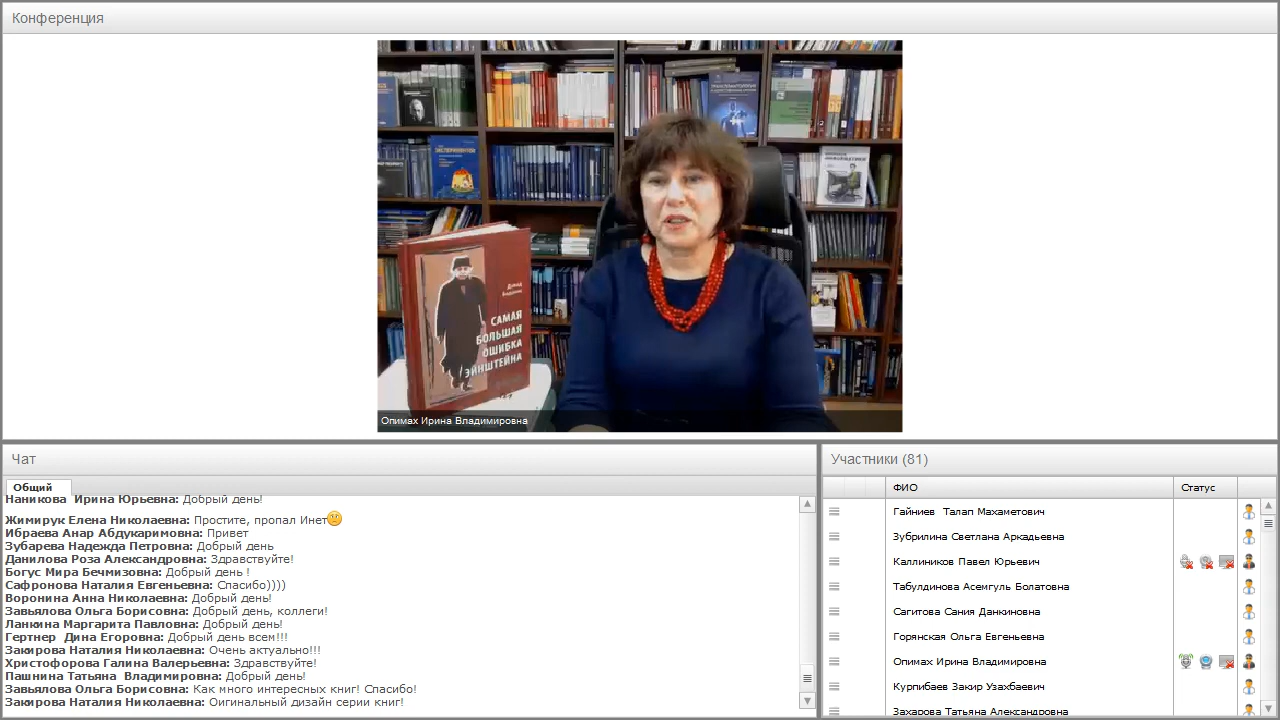 Конференция
ЭКСПЕРИМЕНТОВ
Давид
САМАЯ
БОЛЬШАЯ
ОШИБКА
ЭЙНШТЕЙНА
Опимах Ирина Владимировна
Чат
Общий
Наникова Ирина Юрьевна: Добрый день!
Жимирук Елена Николаевна: Простите, пропал Инет
Ибраева Анар Абдукаримовна: Привет
Зубарева Надежда Петровна: Добрый день
Данилова Роза Александровна: Здравствуйте!
Богус Мира Бечмизовна: Добрый день !
Сафронова Наталия Евгеньевна: Спасибо))))
Воронина Анна Николаевна: Добрый день!
Завьялова Ольга Борисовна: Добрый день, коллеги!
Ланкина Маргарита Павловна: Добрый день!
Гертнер Дина Егоровна: Добрый день всем!!!
Закирова Наталия Николаевна: Очень актуально!!!
Христофорова Галина Валерьевна: Здравствуйте!
Пашнина Татьяна Владимировна: Добрый день!
Завьялова Ольга Борисовна: Как много интересных книг! Спасибо!
Закирова Наталия Николаевна: Оигинальный дизайн серии книг!
Участники (81)
ФИО Статус
Гайниев Талап Махаметович
Зубрилина Светлана Аркадьевна
Каллиников Павел Юрьевич
Табулдинова Асемгуль Болатовна
Сагитова Сания Данкиновна
Горянская Ольга Евгеньевна
Опимах Ирина Владимировна
Курпибаев Закир Узакбаевич
Захарова Татьяна Александровна